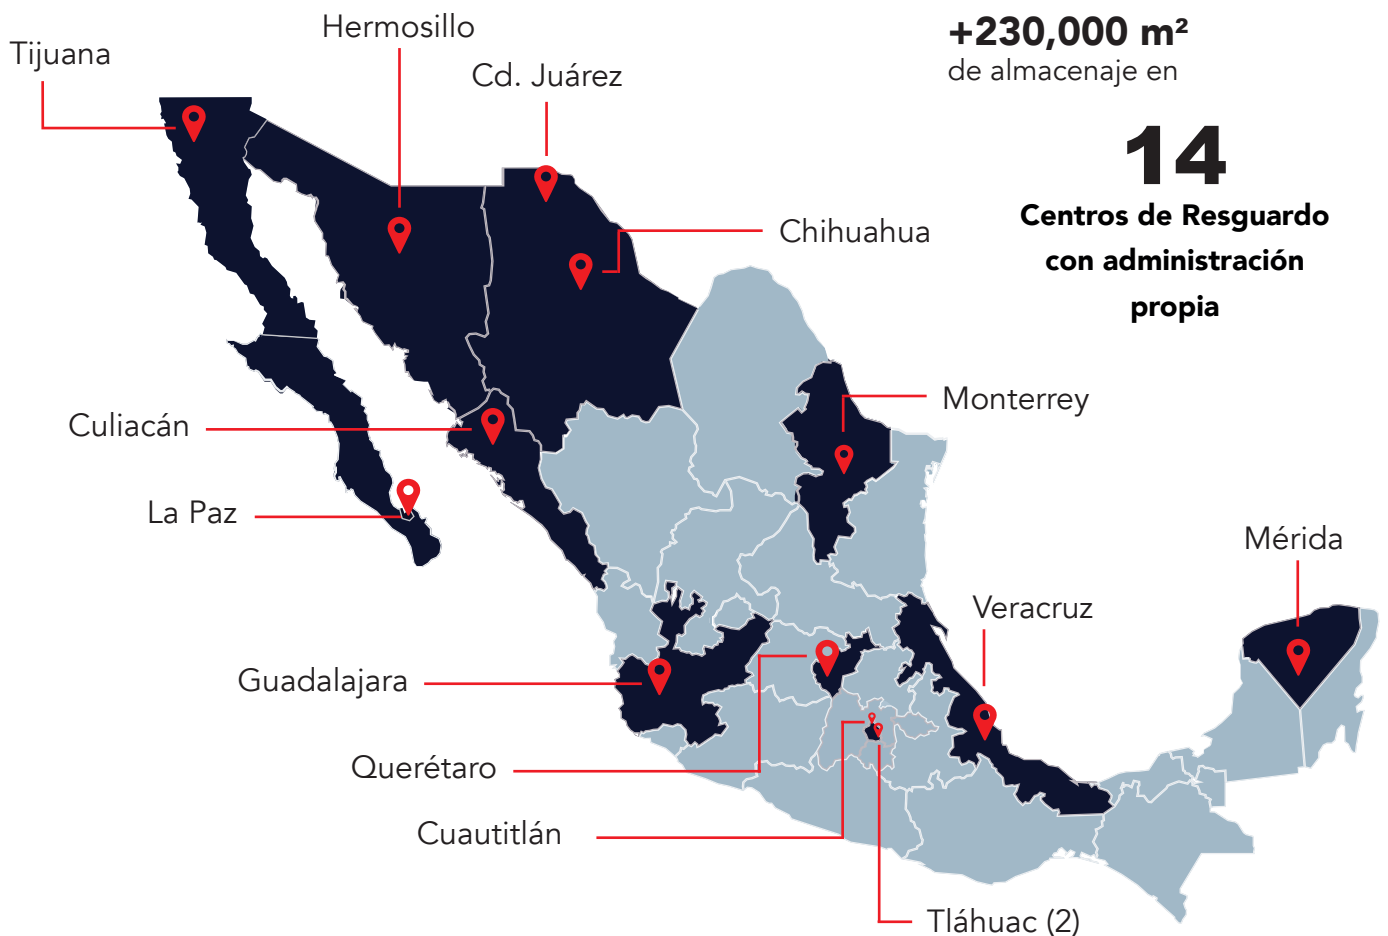 Hermosillo
+230,000 m²
de almacenaje en
Tijuana
Cd. Juárez
14
Centros de Resguardo
con administración
propia
Chihuahua
Monterrey
Culiacán
La Paz
Mérida
Veracruz
Guadalajara
Querétaro
Cuautitlán
Tláhuac (2)